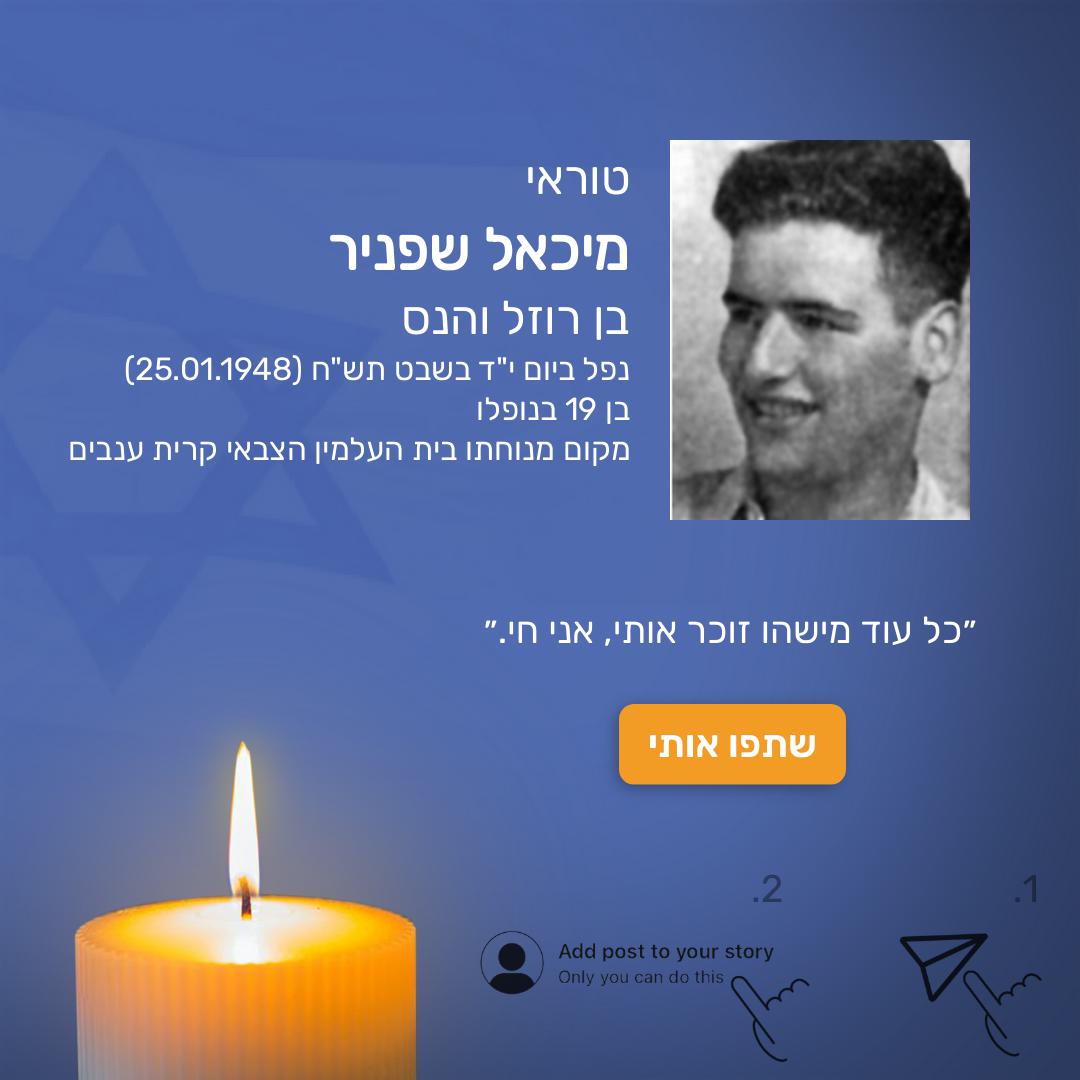 טוראי
מיכאל שפניר
בן רוזל והנס
נפל ביום י"ד בשבט תש"ח (25.01.1948)
בן 19 בנופלו
מקום מנוחתו בית העלמין הצבאי קרית ענבים
״כל עוד מישהו זוכר אותי, אני חי.״
שתפו אותי
1.
2.
Add post to your story
Only you can do this